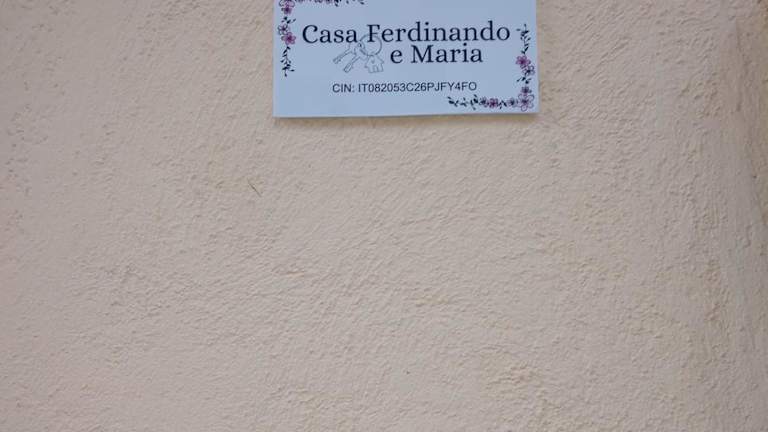 Casa Ferdinando
e Maria
CIN: IT082053C26PJFY4FO